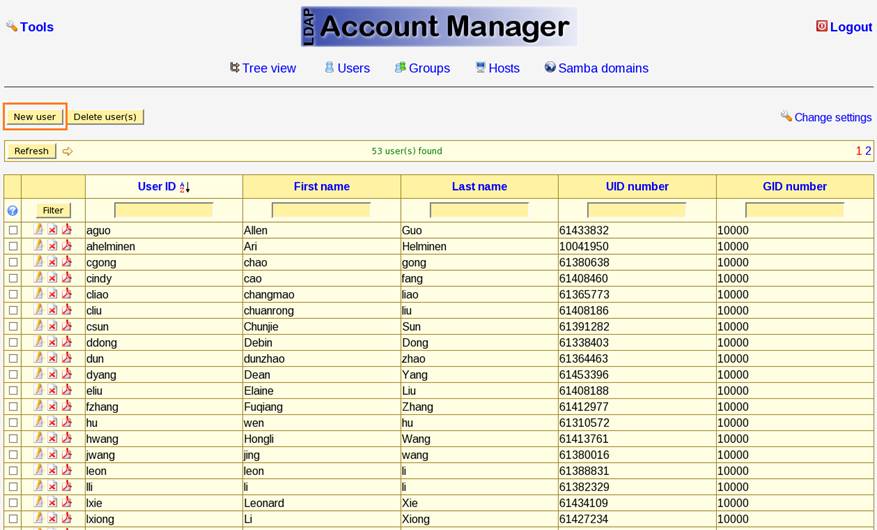 Tools
LDAP Account Manager
Logout
Tree view Users Groups Hosts Samba domains
New user Delete user(s) Change settings
Refresh 53 user(s) found 1 2
User ID First name Last name UID number GID number
Filter
aguo Allen Guo 61433832 10000
ahelminen Ari Helminen 10041950 10000
cgong chao gong 61380638 10000
cindy cao fang 61408460 10000
cliao changmao liao 61365773 10000
cliu chuanrong liu 61408186 10000
csun Chunjie Sun 61391282 10000
ddong Debin Dong 61338403 10000
dun dunzhao zhao 61364463 10000
dyang Dean Yang 61453396 10000
eliu Elaine Liu 61408188 10000
fzhang Fuqiang Zhang 61412977 10000
hu wen hu 61310572 10000
hwang Hongli Wang 61413761 10000
jwang jing wang 61380016 10000
leon leon li 61388831 10000
lli li li 61382329 10000
lxie Leonard Xie 61434109 10000
lxiong Li Xiong 61427234 10000